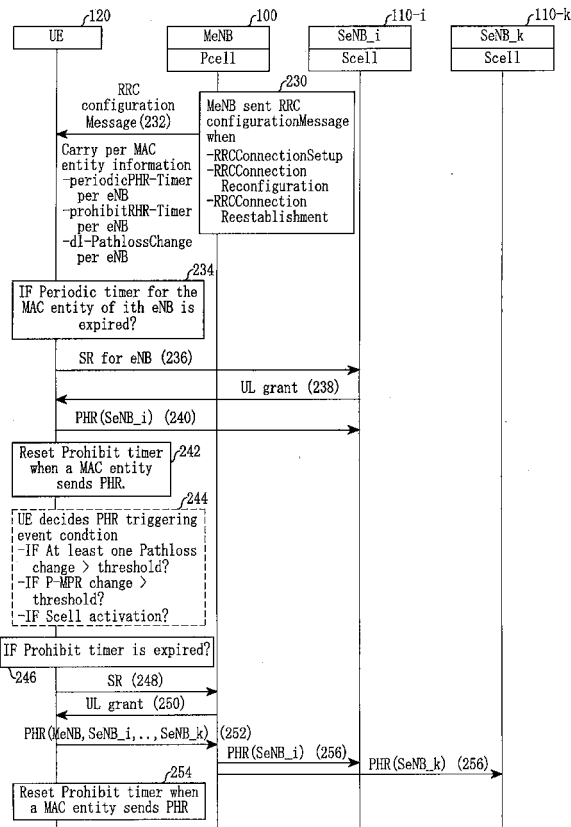 120
100
110-i
110-k
UE
MeNB
SeNB_i
SeNB_k
Pcell
Scell
Scell
230
RRC
configuration
Message(232)
MeNB sent RRC
configurationMessage
when
-RRCConnectionSetup
-RRCConnection
Reconfiguration
-RRCConnection
Reestablishment
Carry per MAC
entity information
-periodicPHR-Timer
per eNB
-prohibitRHR-Timer
per eNB
-dl-PathlossChange
per eNB
234
IF Periodic timer for the
MAC entity of ith eNB is
expired?
SR for eNB (236)
UL grant (238)
PHR(SeNB_i) (240)
Reset Prohibit timer
when a MAC entity
sends PHR.
242
244
UE decides PHR triggering
event condtion
-IF At least one Pathloss
change > threshold?
-IF P-MPR change >
threshold?
-IF Scell activation?
IF Prohibit timer is expired?
246
SR (248)
UL grant (250)
PHR(MeNB,SeNB_i,..,SeNB_k) (252)
PHR(SeNB_i) (256)
PHR(SeNB_k) (256)
254
Reset Prohibit timer when
a MAC entity sends PHR